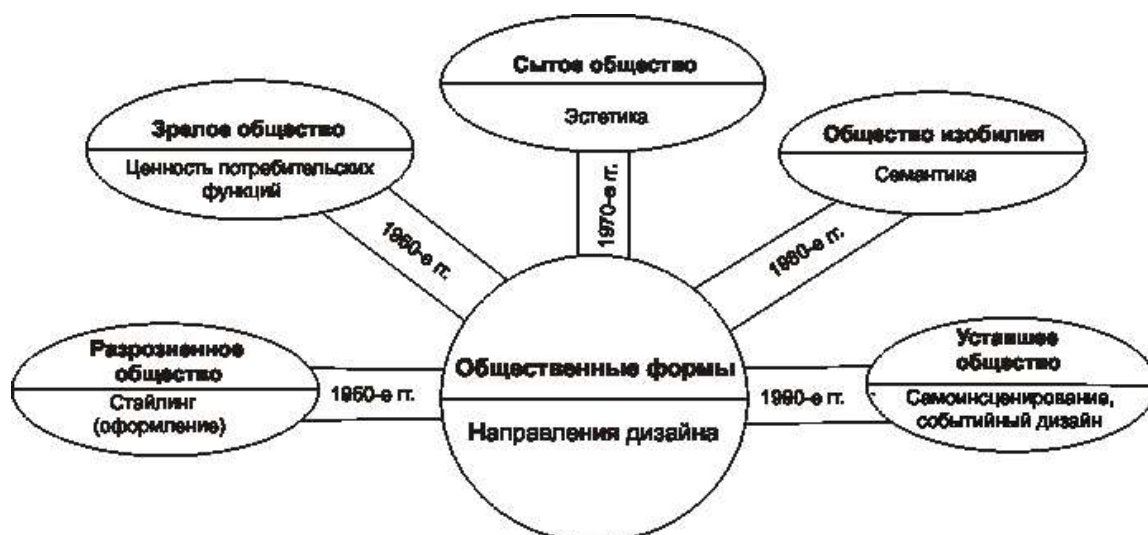 Сытое общество
Эстетика
Зрелое общество
Ценность потребительских
функций
Общество изобилия
Семантика
1960-е гг.
1970-е гг.
1980-е гг.
Разрозненное
общество
Стайлинг
(оформление)
1950-е гг.
Общественные формы
Направления дизайна
1990-е гг.
Уставшее
общество
Самоинсценирование,
событийный дизайн